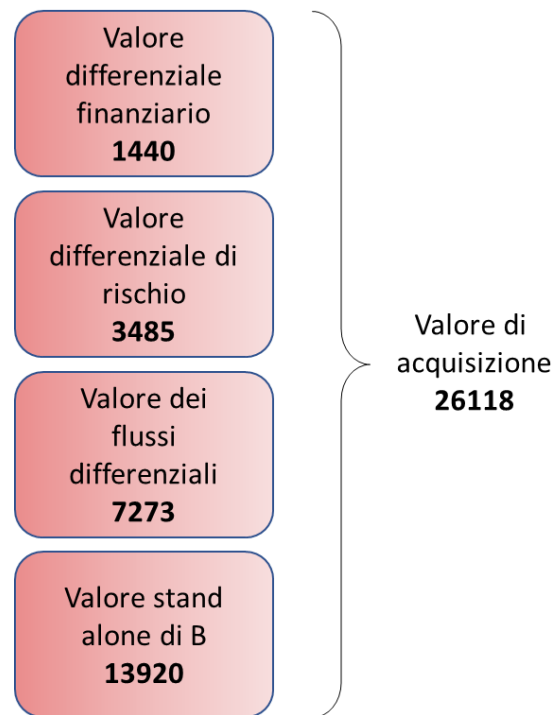 Valore
differenziale
finanziario
1440
Valore
differenziale di
rischio
3485
Valore dei
flussi
differenziali
7273
Valore stand
alone di B
13920
Valore di
acquisizione
26118